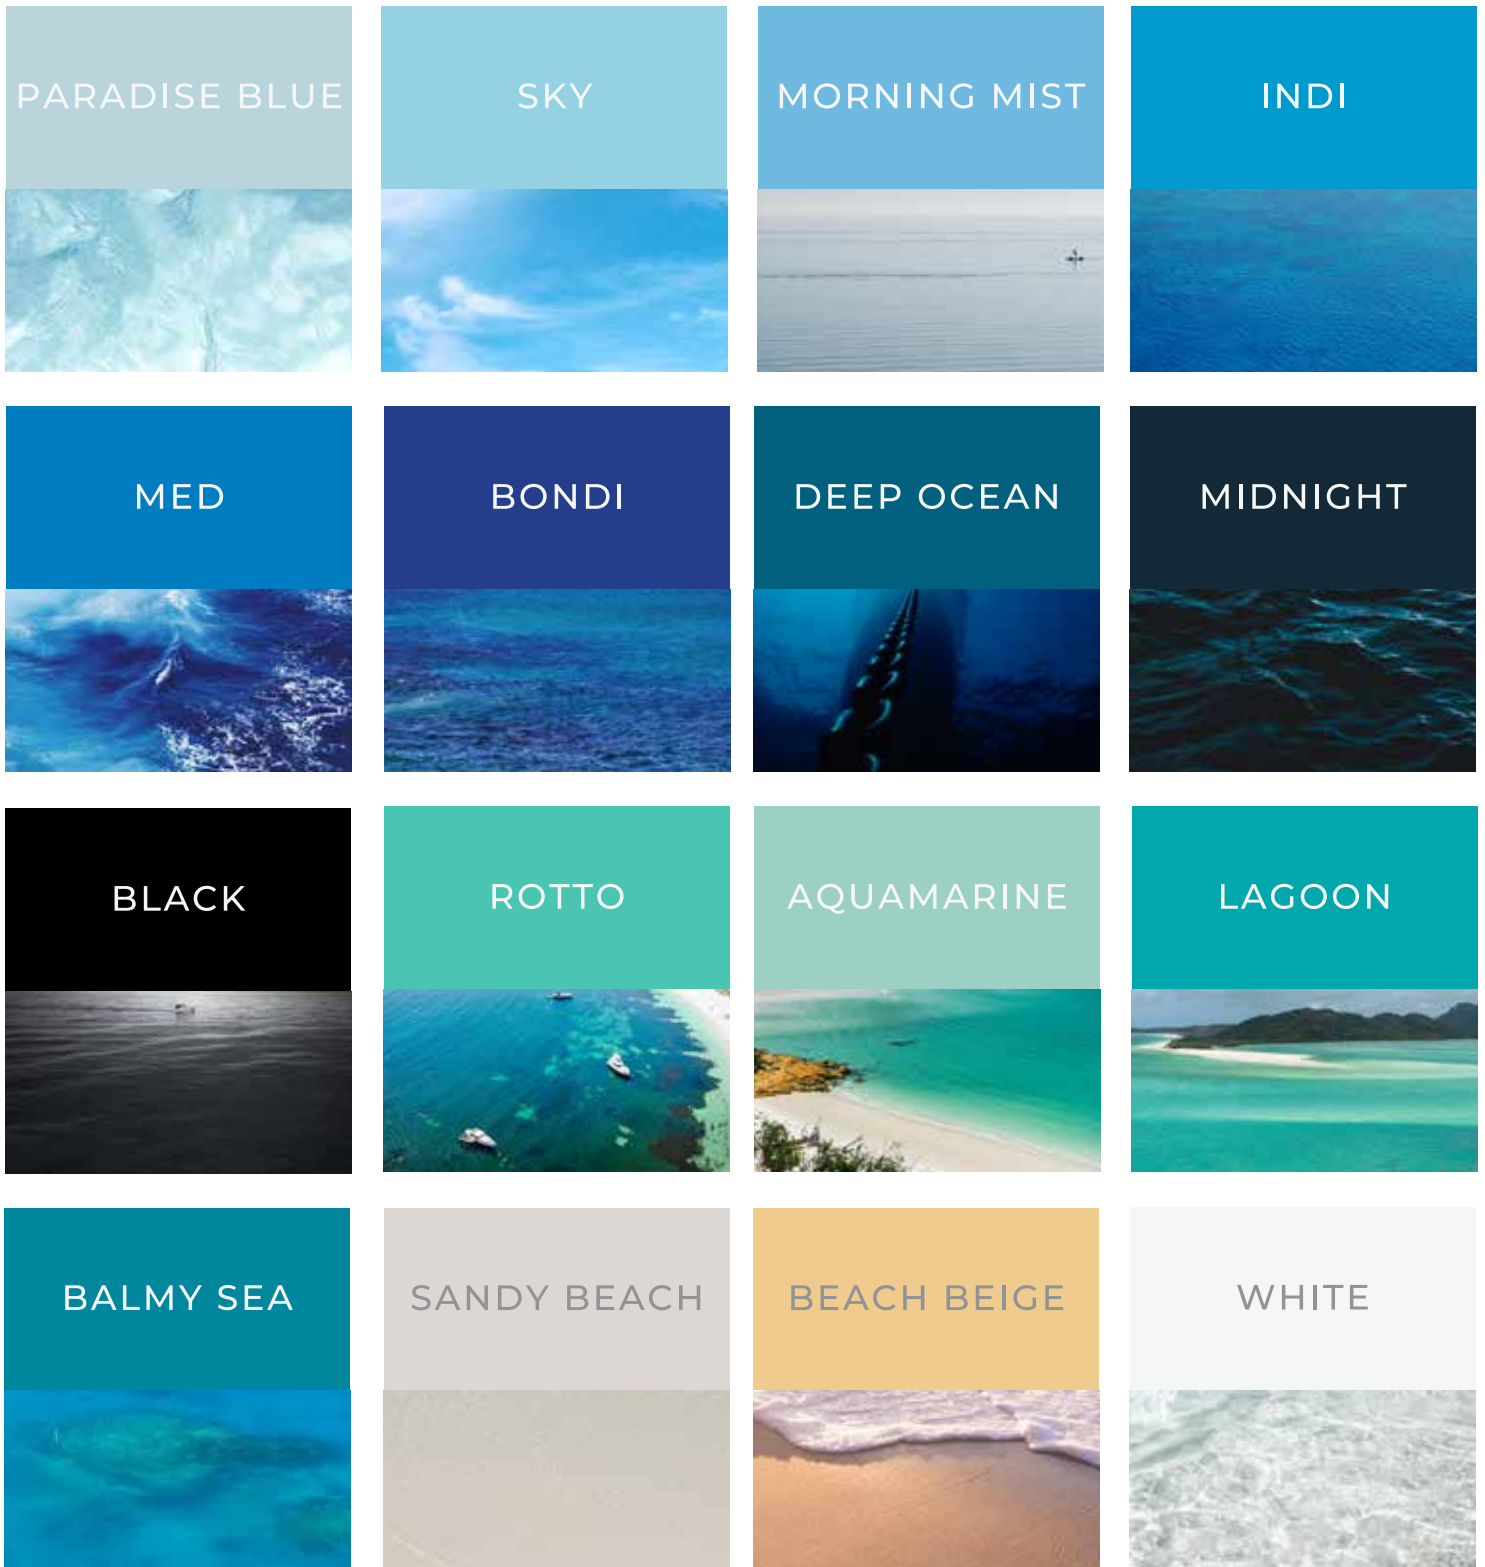 PARADISE BLUE
SKY
MORNING MIST
INDI
MED
BONDI
DEEP OCEAN
MIDNIGHT
BLACK
ROTTO
AQUAMARINE
LAGOON
BALMY SEA
SANDY BEACH
BEACH BEIGE
WHITE